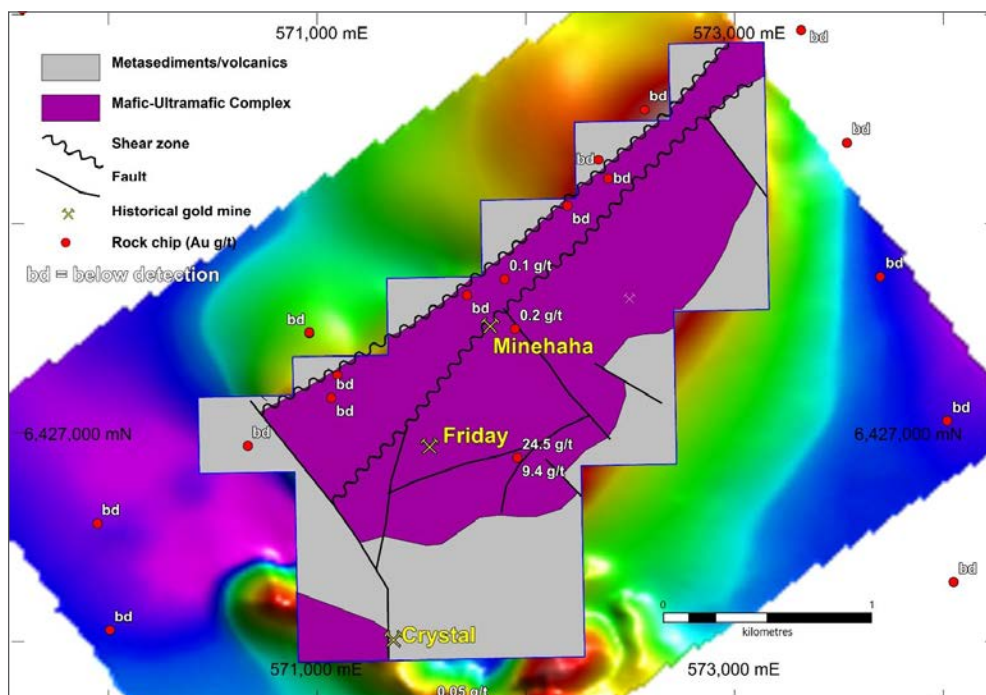 571,000 mE
573,000 mE
bd
Metasediments/volcanics
Mafic-Ultramafic Complex
Shear zone
Fault
Historical gold mine
Rock chip (Au g/t)
bd = below detection
bd
bd
bd
bd
bd
bd
bd
0.1 g/t
bd
0.2 g/t
bd
Minehaha
bd
bd
6,427,000 mN
bd
Friday
24.5 g/t
9.4 g/t
6,427,000 mN
bd
bd
bd
0
1
kilometres
Crystal
571,000 mE
573,000 mE
0.05 g/t